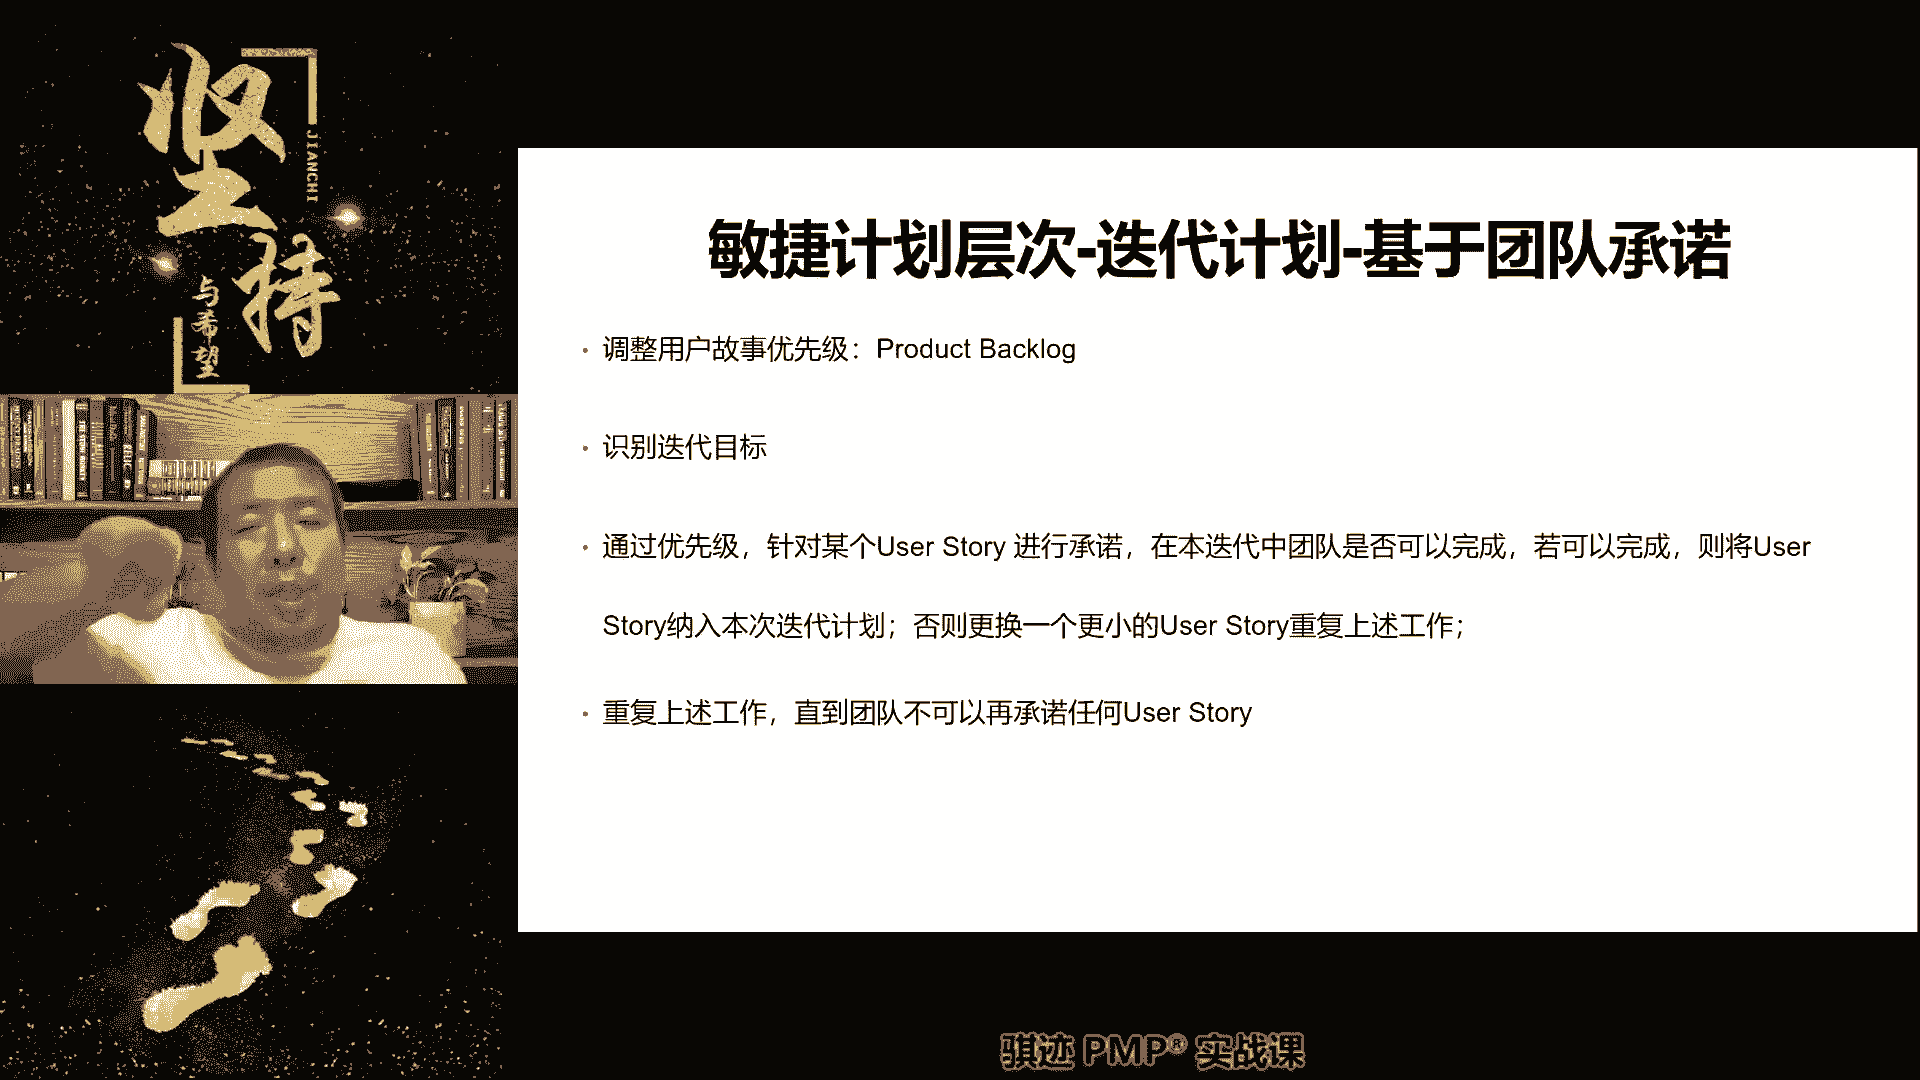 坚持
JIANCHI
与希望
敏捷计划层次-迭代计划-基于团队承诺
· 调整用户故事优先级：Product Backlog
· 识别迭代目标
· 通过优先级，针对某个User Story 进行承诺，在本迭代中团队是否可以完成，若可以完成，则将User
Story纳入本次迭代计划；否则更换一个更小的User Story重复上述工作；
· 重复上述工作，直到团队不可以再承诺任何User Story
骐迹 PMP® 实战课